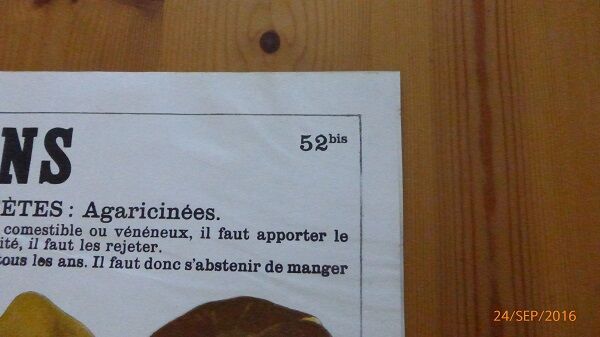 52bis
NS
ÈTES : Agaricinées.
comestible ou vénéneux, il faut apporter le
ité, il faut les rejeter.
tous les ans. Il faut donc s'abstenir de manger
24/SEP/2016